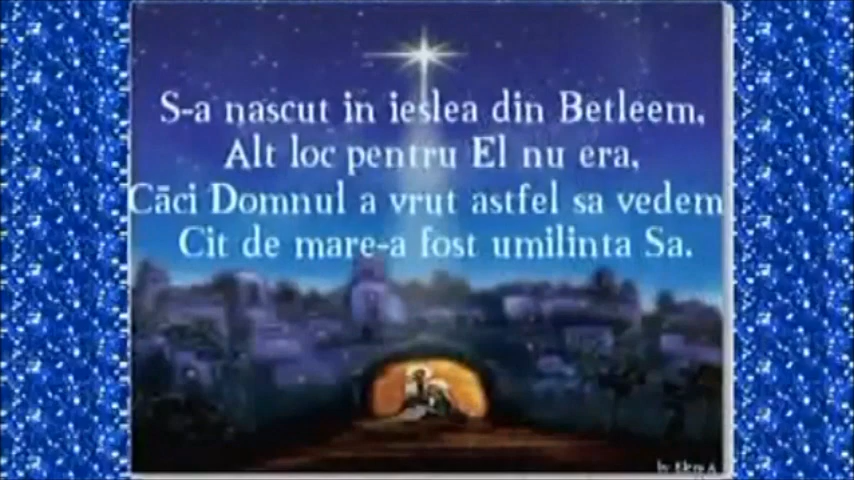 S-a nascut in ieslea din Betleem,
Alt loc pentru El nu era,
Căci Domnul a vrut astfel sa vedem
Cit de mare-a fost umilinta Sa.
by